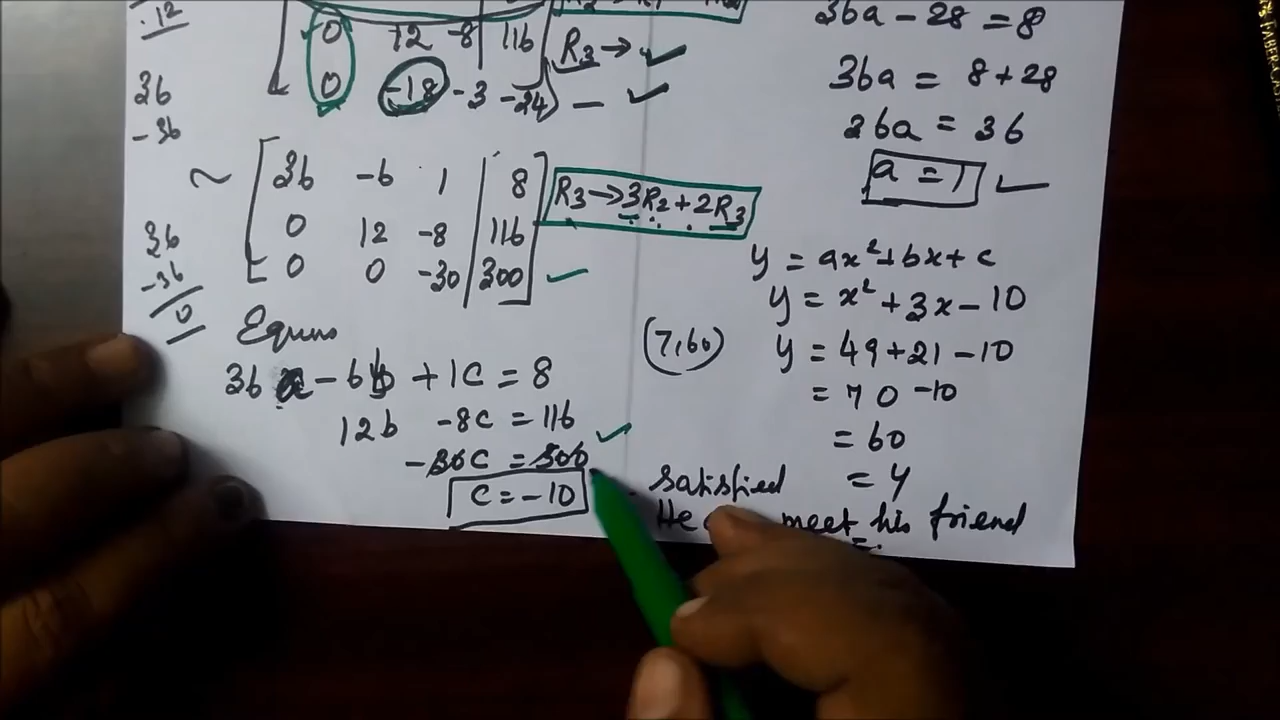 12
0 12 -8 116 R3 →
0 -18 -3 -24 –
36
-36
~ 36 -6 1 8 R3→3R2+2R3
0 12 -8 116
0 0 -30 300
36
-36
0
Equns
36a - 6b + 1c = 8
12b - 8c = 116
-30c = 300
c = -10
36a - 28 = 8
36a = 8 + 28
36a = 36
a = 1
y = ax² + bx + c
y = x² + 3x - 10
(7,60) y = 49 + 21 - 10
= 70 - 10
= 60
satisfied = y
He meet his friend